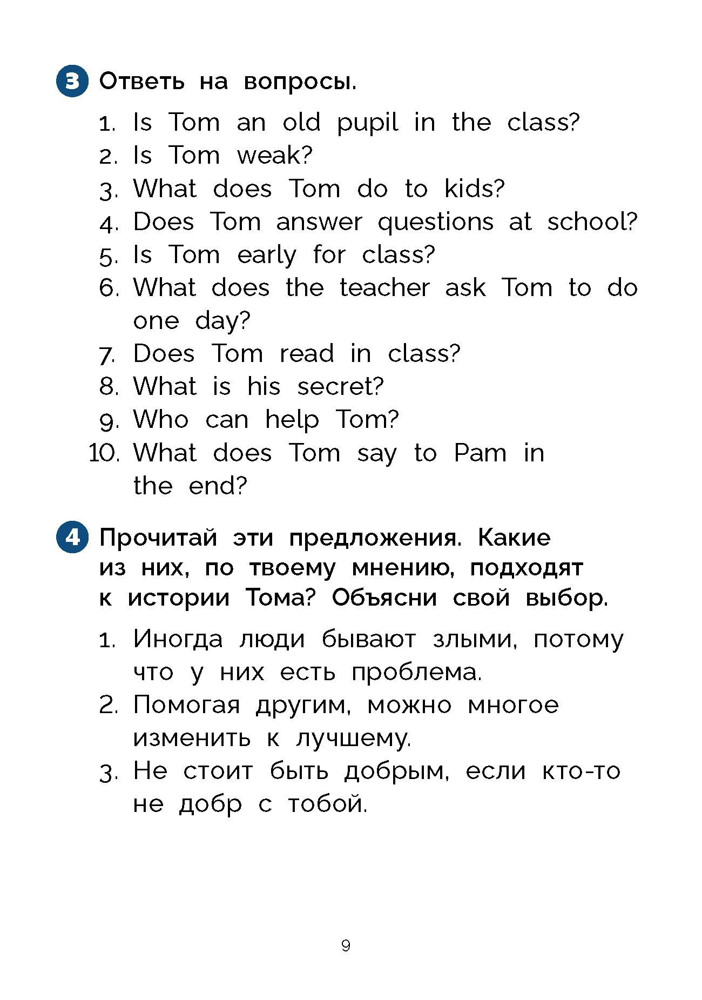 3 Ответь на вопросы.
1. Is Tom an old pupil in the class?
2. Is Tom weak?
3. What does Tom do to kids?
4. Does Tom answer questions at school?
5. Is Tom early for class?
6. What does the teacher ask Tom to do
one day?
7. Does Tom read in class?
8. What is his secret?
9. Who can help Tom?
10. What does Tom say to Pam in
the end?
4 Прочитай эти предложения. Какие
из них, по твоему мнению, подходят
к истории Тома? Объясни свой выбор.
1. Иногда люди бывают злыми, потому
что у них есть проблема.
2. Помогая другим, можно многое
изменить к лучшему.
3. Не стоит быть добрым, если кто-то
не добр с тобой.
9